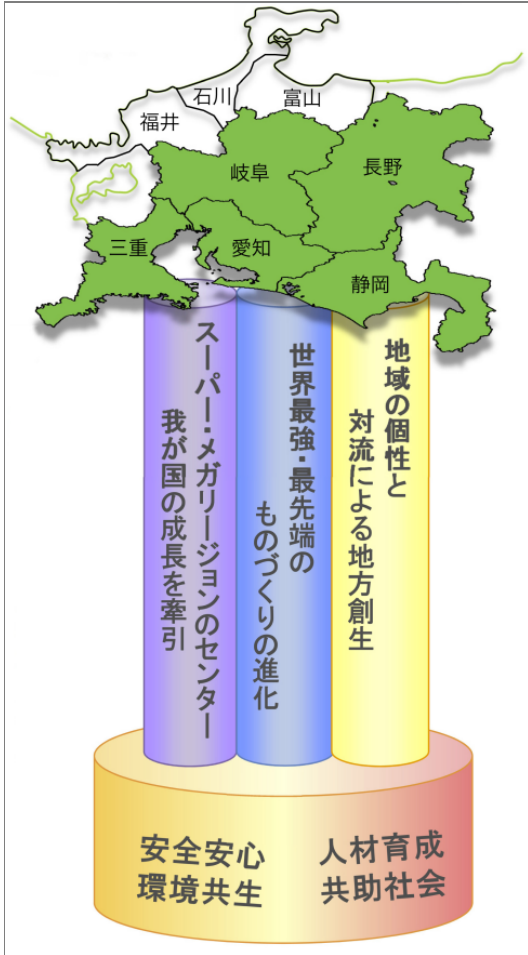 石川
富山
福井
岐阜
長野
三重
愛知
静岡
スーパー・メガリージョンのセンター
我が国の成長を牽引
世界最強・最先端の
ものづくりの進化
地域の個性と
対流による地方創生
安全安心
環境共生
人材育成
共助社会